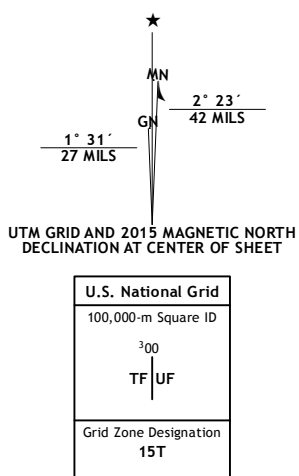 ★
MN
GN
2° 23´
42 MILS
1° 31´
27 MILS
UTM GRID AND 2015 MAGNETIC NORTH
DECLINATION AT CENTER OF SHEET
U.S. National Grid
100,000-m Square ID
³00
TF UF
Grid Zone Designation
15T